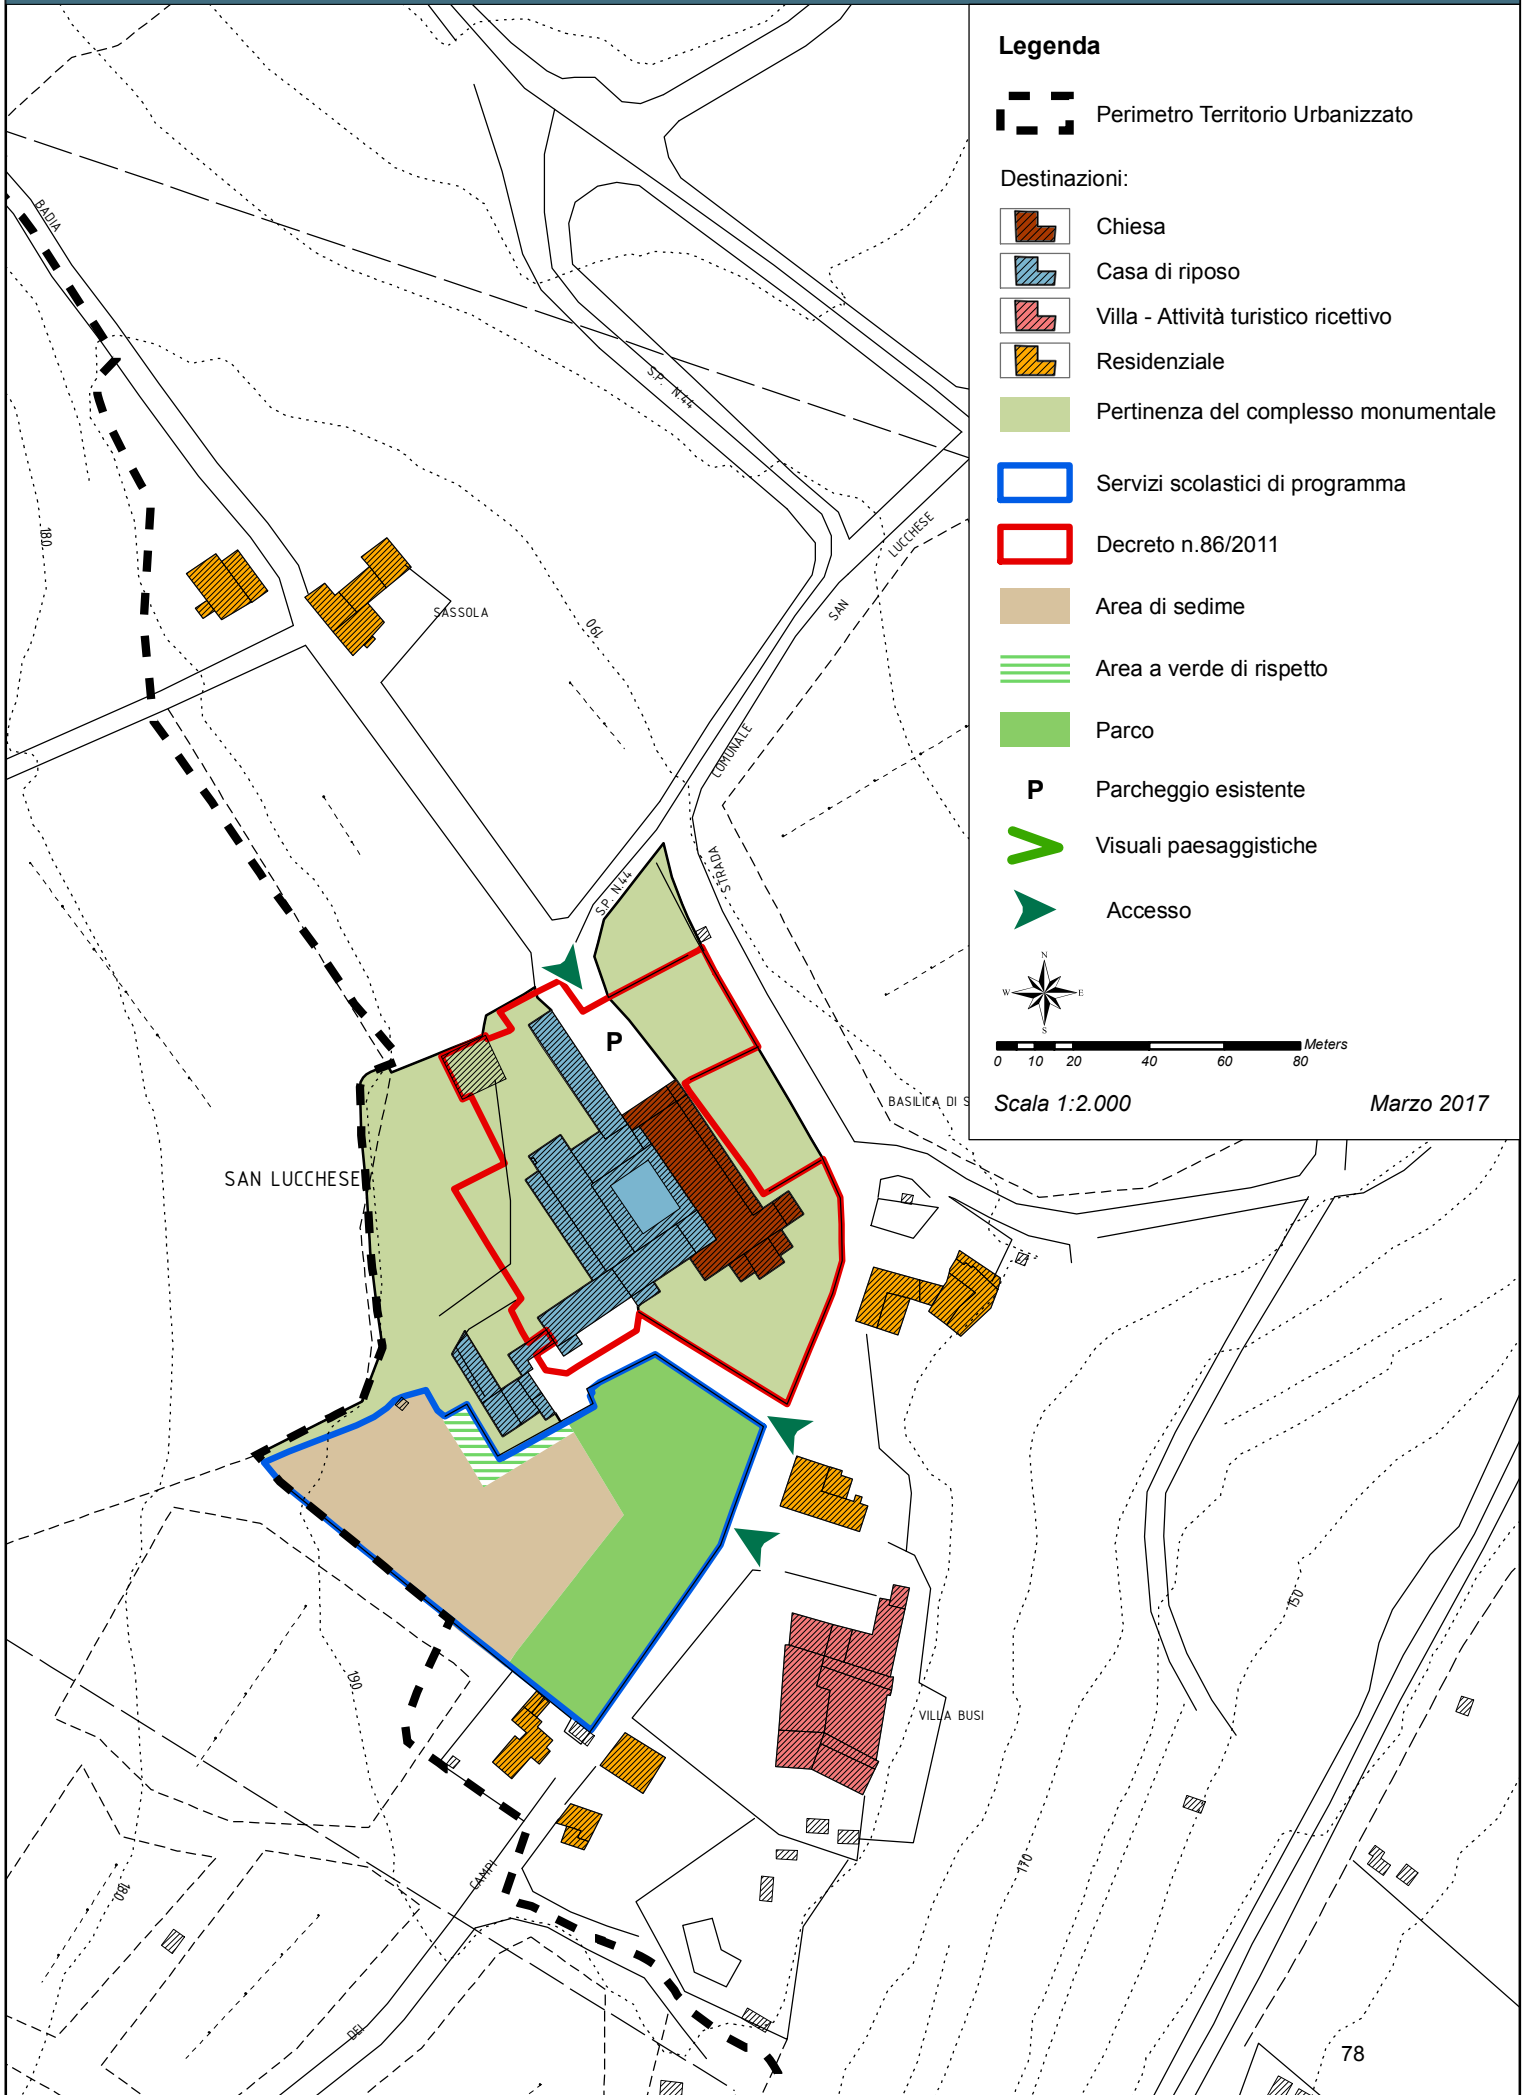 Legenda
Perimetro Territorio Urbanizzato
Destinazioni:
Chiesa
Casa di riposo
Villa - Attività turistico ricettivo
Residenziale
Pertinenza del complesso monumentale
Servizi scolastici di programma
Decreto n.86/2011
Area di sedime
Area a verde di rispetto
Parco
P Parcheggio esistente
Visuali paesaggistiche
Accesso
N
W E
S
0 10 20 40 60 80 Meters
Scala 1:2.000 Marzo 2017
BADIA
S.P. N.44
180
LUCCHESE
SAN
SASSOLA
190
COMUNALE
STRADA
S.P. N.44
P
BASILICA DI S
SAN LUCCHESE
150
190
VILLA BUSI
170
180
CAMPI
DEI
78